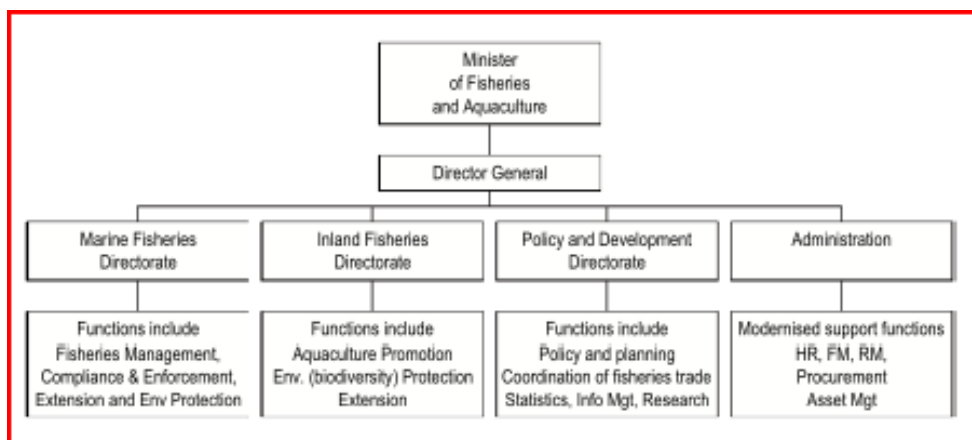 Minister
of Fisheries
and Aquaculture
Director General
Marine Fisheries
Directorate
Inland Fisheries
Directorate
Policy and Development
Directorate
Administration
Functions include
Fisheries Management,
Compliance & Enforcement,
Extension and Env Protection
Functions include
Aquaculture Promotion
Env. (biodiversity) Protection
Extension
Functions include
Policy and planning
Coordination of fisheries trade
Statistics, Info Mgt, Research
Modernised support functions
HR, FM, RM,
Procurement
Asset Mgt